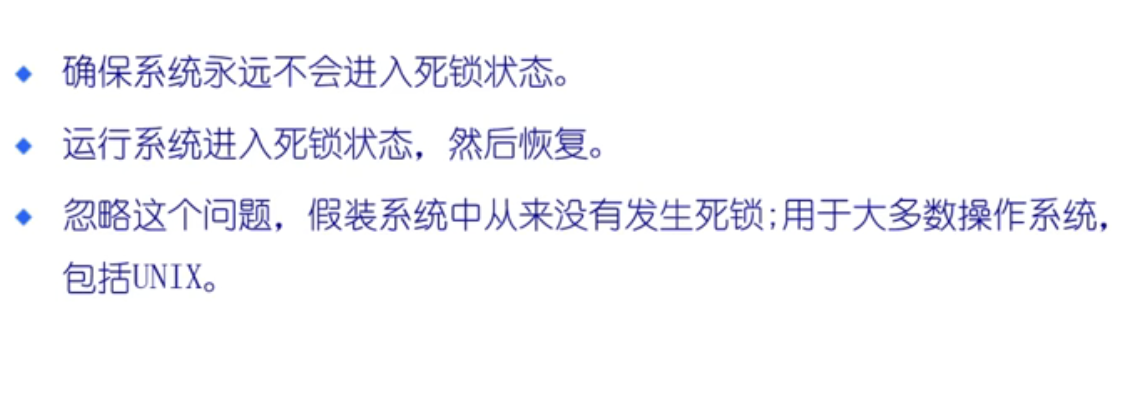 确保系统永远不会进入死锁状态。
运行系统进入死锁状态，然后恢复。
忽略这个问题，假装系统中从来没有发生死锁;用于大多数操作系统，
包括UNIX。